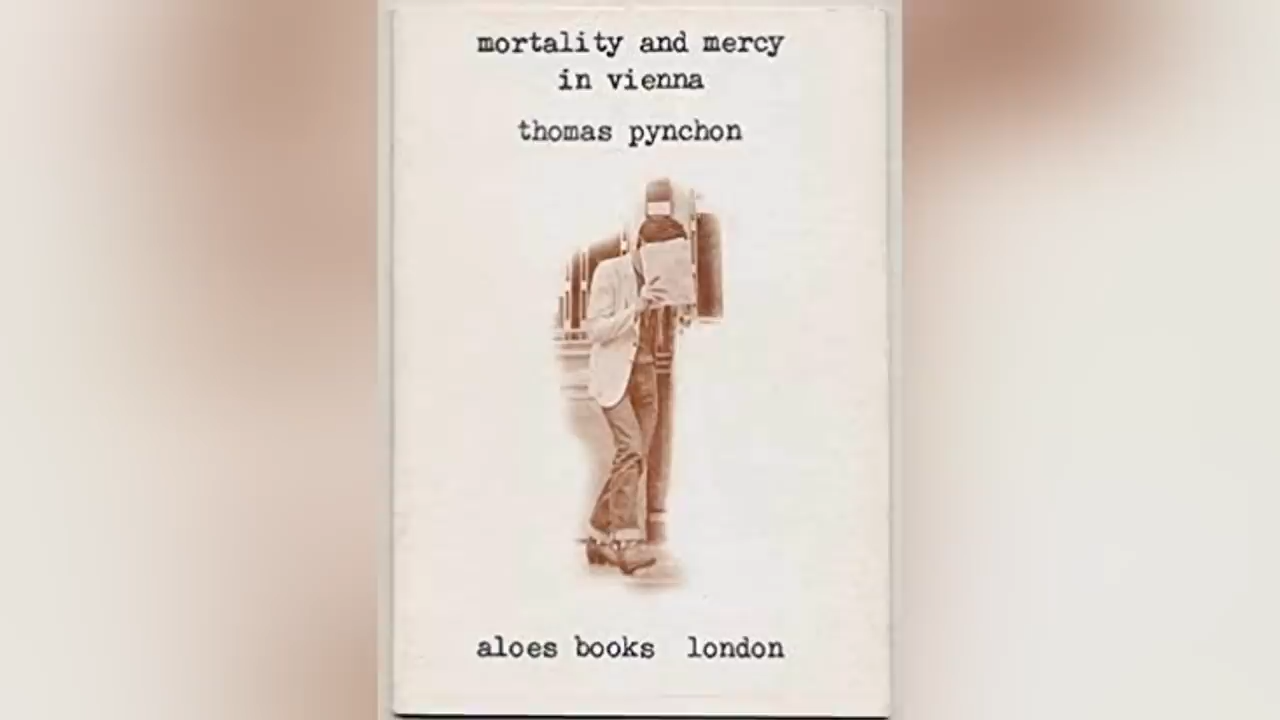 mortality and mercy
in vienna
thomas pynchon
aloes books london